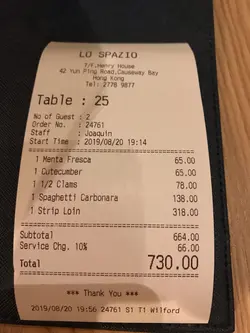 LO SPAZIO
7/F,Henry House
42 Yun Ping Road,Causeway Bay
Hong Kong
Tel: 2776 9877
Table : 25
No of Guest : 2
Order No. : 24761
Staff : Joaquin
Start Time : 2019/08/20 19:14
1 Menta Fresca 65.00
1 Cutecumber 65.00
1 1/2 Clams 78.00
1 Spaghetti Carbonara 138.00
1 Strip Loin 318.00
Subtotal 664.00
Service Chg. 10% 66.00
Total 730.00
*** Thank You ***
2019/08/20 19:56 24761 S1 T1 Wilford